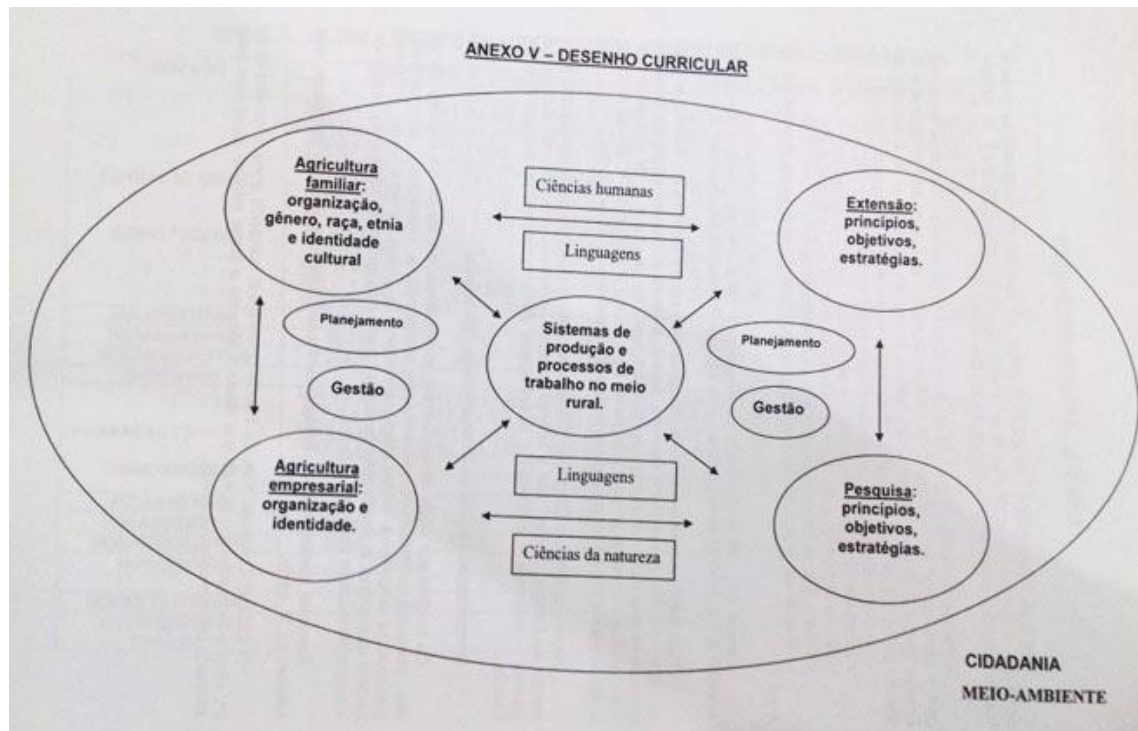 ANEXO V – DESENHO CURRICULAR
Agricultura
familiar:
organização,
gênero, raça, etnia
e identidade
cultural
Ciências humanas
Linguagens
Extensão:
princípios,
objetivos,
estratégias.
Planejamento
Gestão
Sistemas de
produção e
processos de
trabalho no meio
rural.
Planejamento
Gestão
Agricultura
empresarial:
organização e
identidade.
Linguagens
Ciências da natureza
Pesquisa:
princípios,
objetivos,
estratégias.
CIDADANIA
MEIO-AMBIENTE